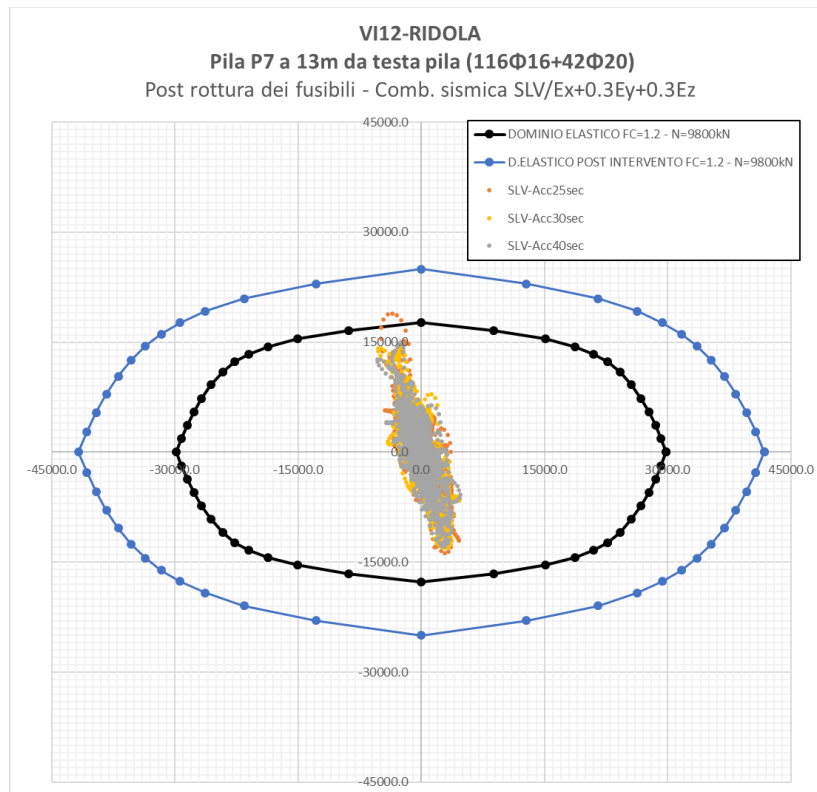 VI12-RIDOLA
Pila P7 a 13m da testa pila (116Φ16+42Φ20)
Post rottura dei fusibili - Comb. sismica SLV/Ex+0.3Ey+0.3Ez
45000.0
DOMINIO ELASTICO FC=1.2 - N=9800kN
D.ELASTICO POST INTERVENTO FC=1.2 - N=9800kN
SLV-Acc25sec
SLV-Acc30sec
SLV-Acc40sec
30000.0
15000.0
0.0
-45000.0 -30000.0 -15000.0 0.0 15000.0 30000.0 45000.0
-15000.0
-30000.0
-45000.0